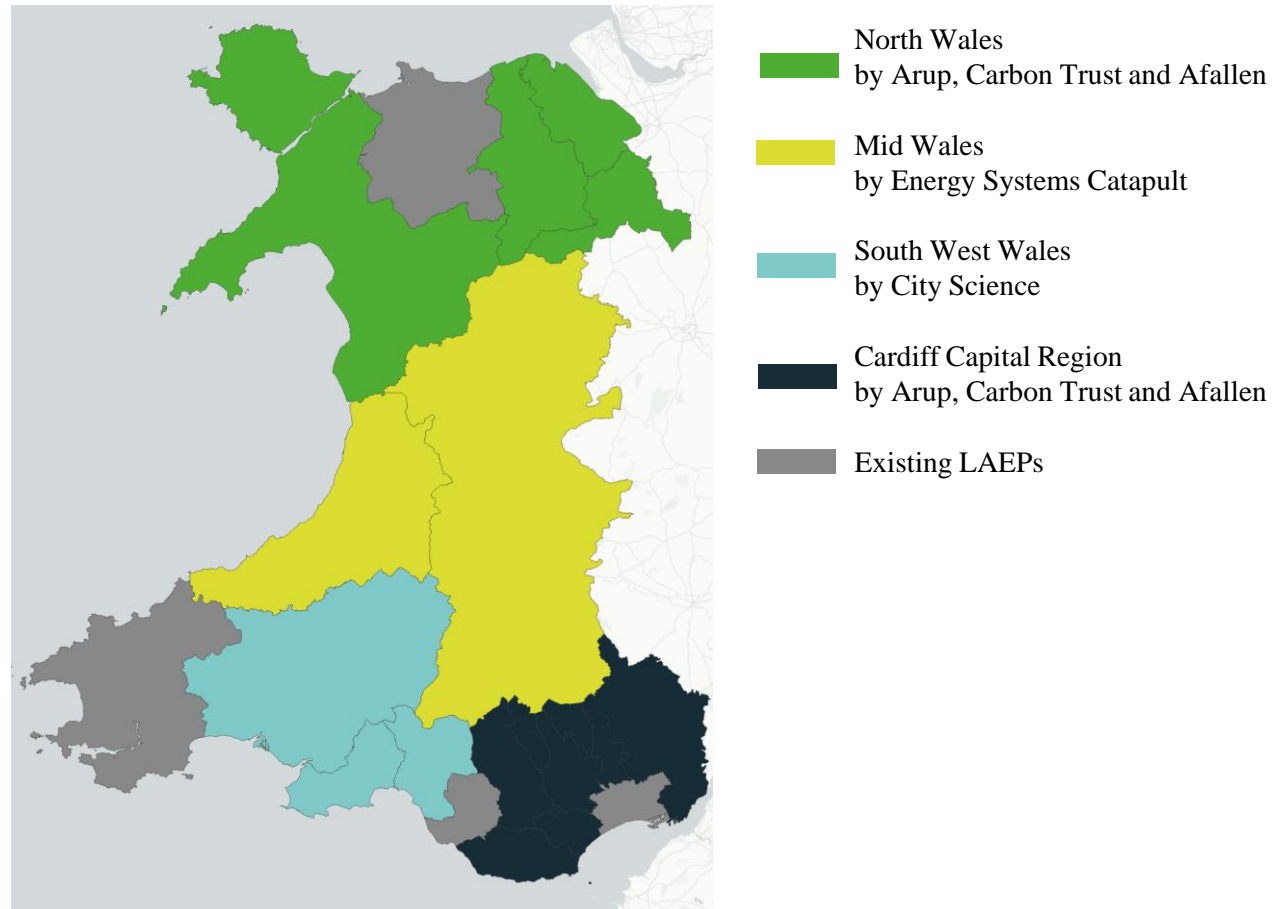 North Wales
by Arup, Carbon Trust and Afallen
Mid Wales
by Energy Systems Catapult
South West Wales
by City Science
Cardiff Capital Region
by Arup, Carbon Trust and Afallen
Existing LAEPs